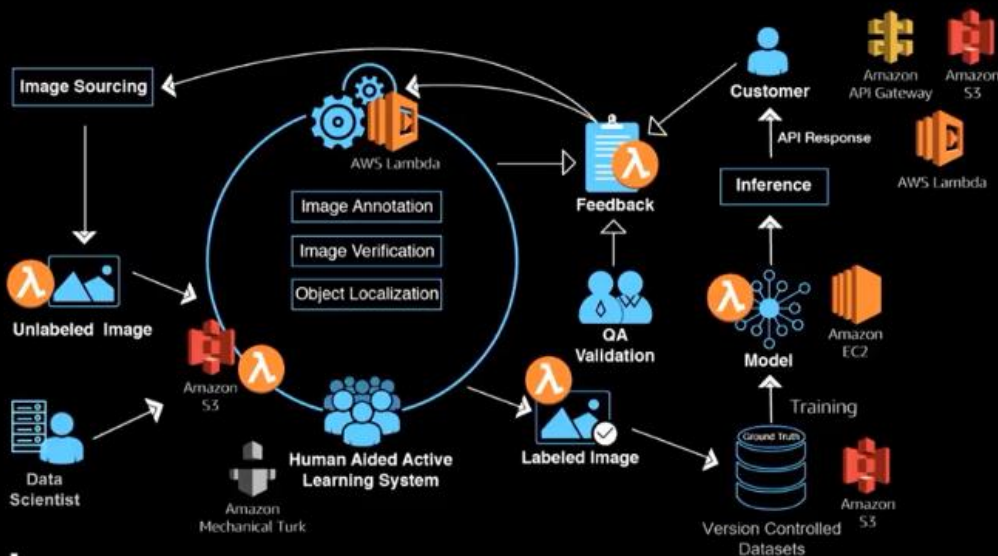 Image Sourcing
AWS Lambda
Image Annotation
Image Verification
Object Localization
λ
Unlabeled Image
Amazon
S3
λ
Data
Scientist
Amazon
Mechanical Turk
Human Aided Active
Learning System
λ
Feedback
QA
Validation
λ
Labeled Image
Customer
API Response
Inference
Amazon
API Gateway
Amazon
S3
AWS Lambda
λ
Model
Amazon
EC2
Training
Ground Truth
Amazon
S3
Version Controlled
Datasets